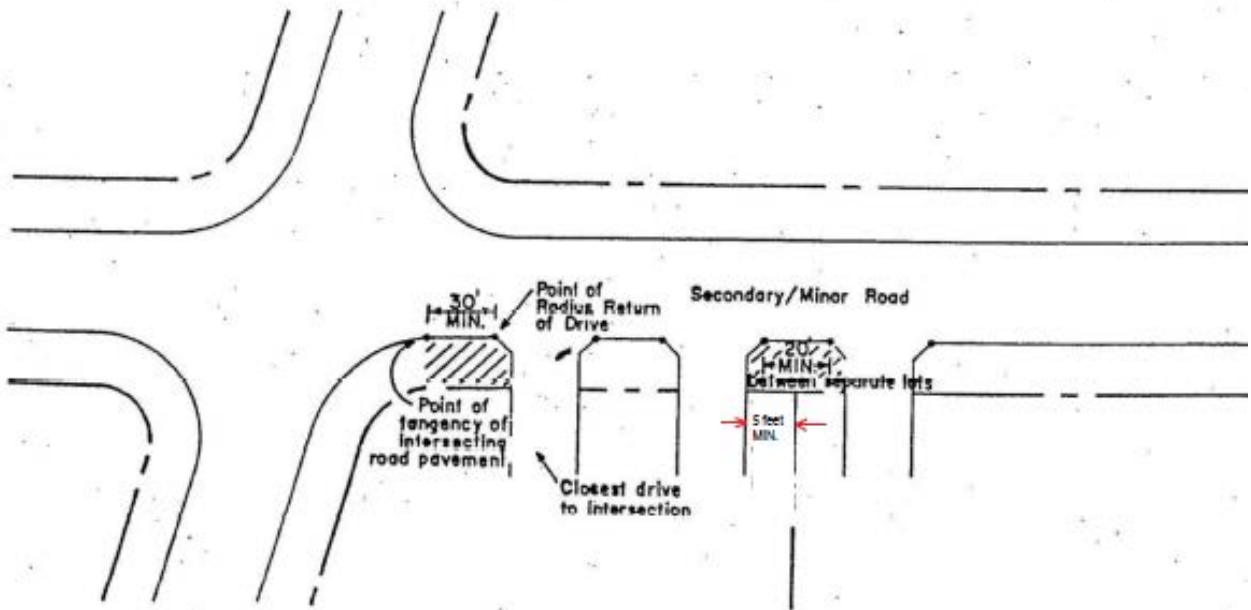 30'
MIN.
Point of
Radius Return
of Drive
Secondary/Minor Road
20'
MIN.
between separate lots
5 feet
MIN.
Point of
tangency of
intersecting
road pavement
Closest drive
to intersection